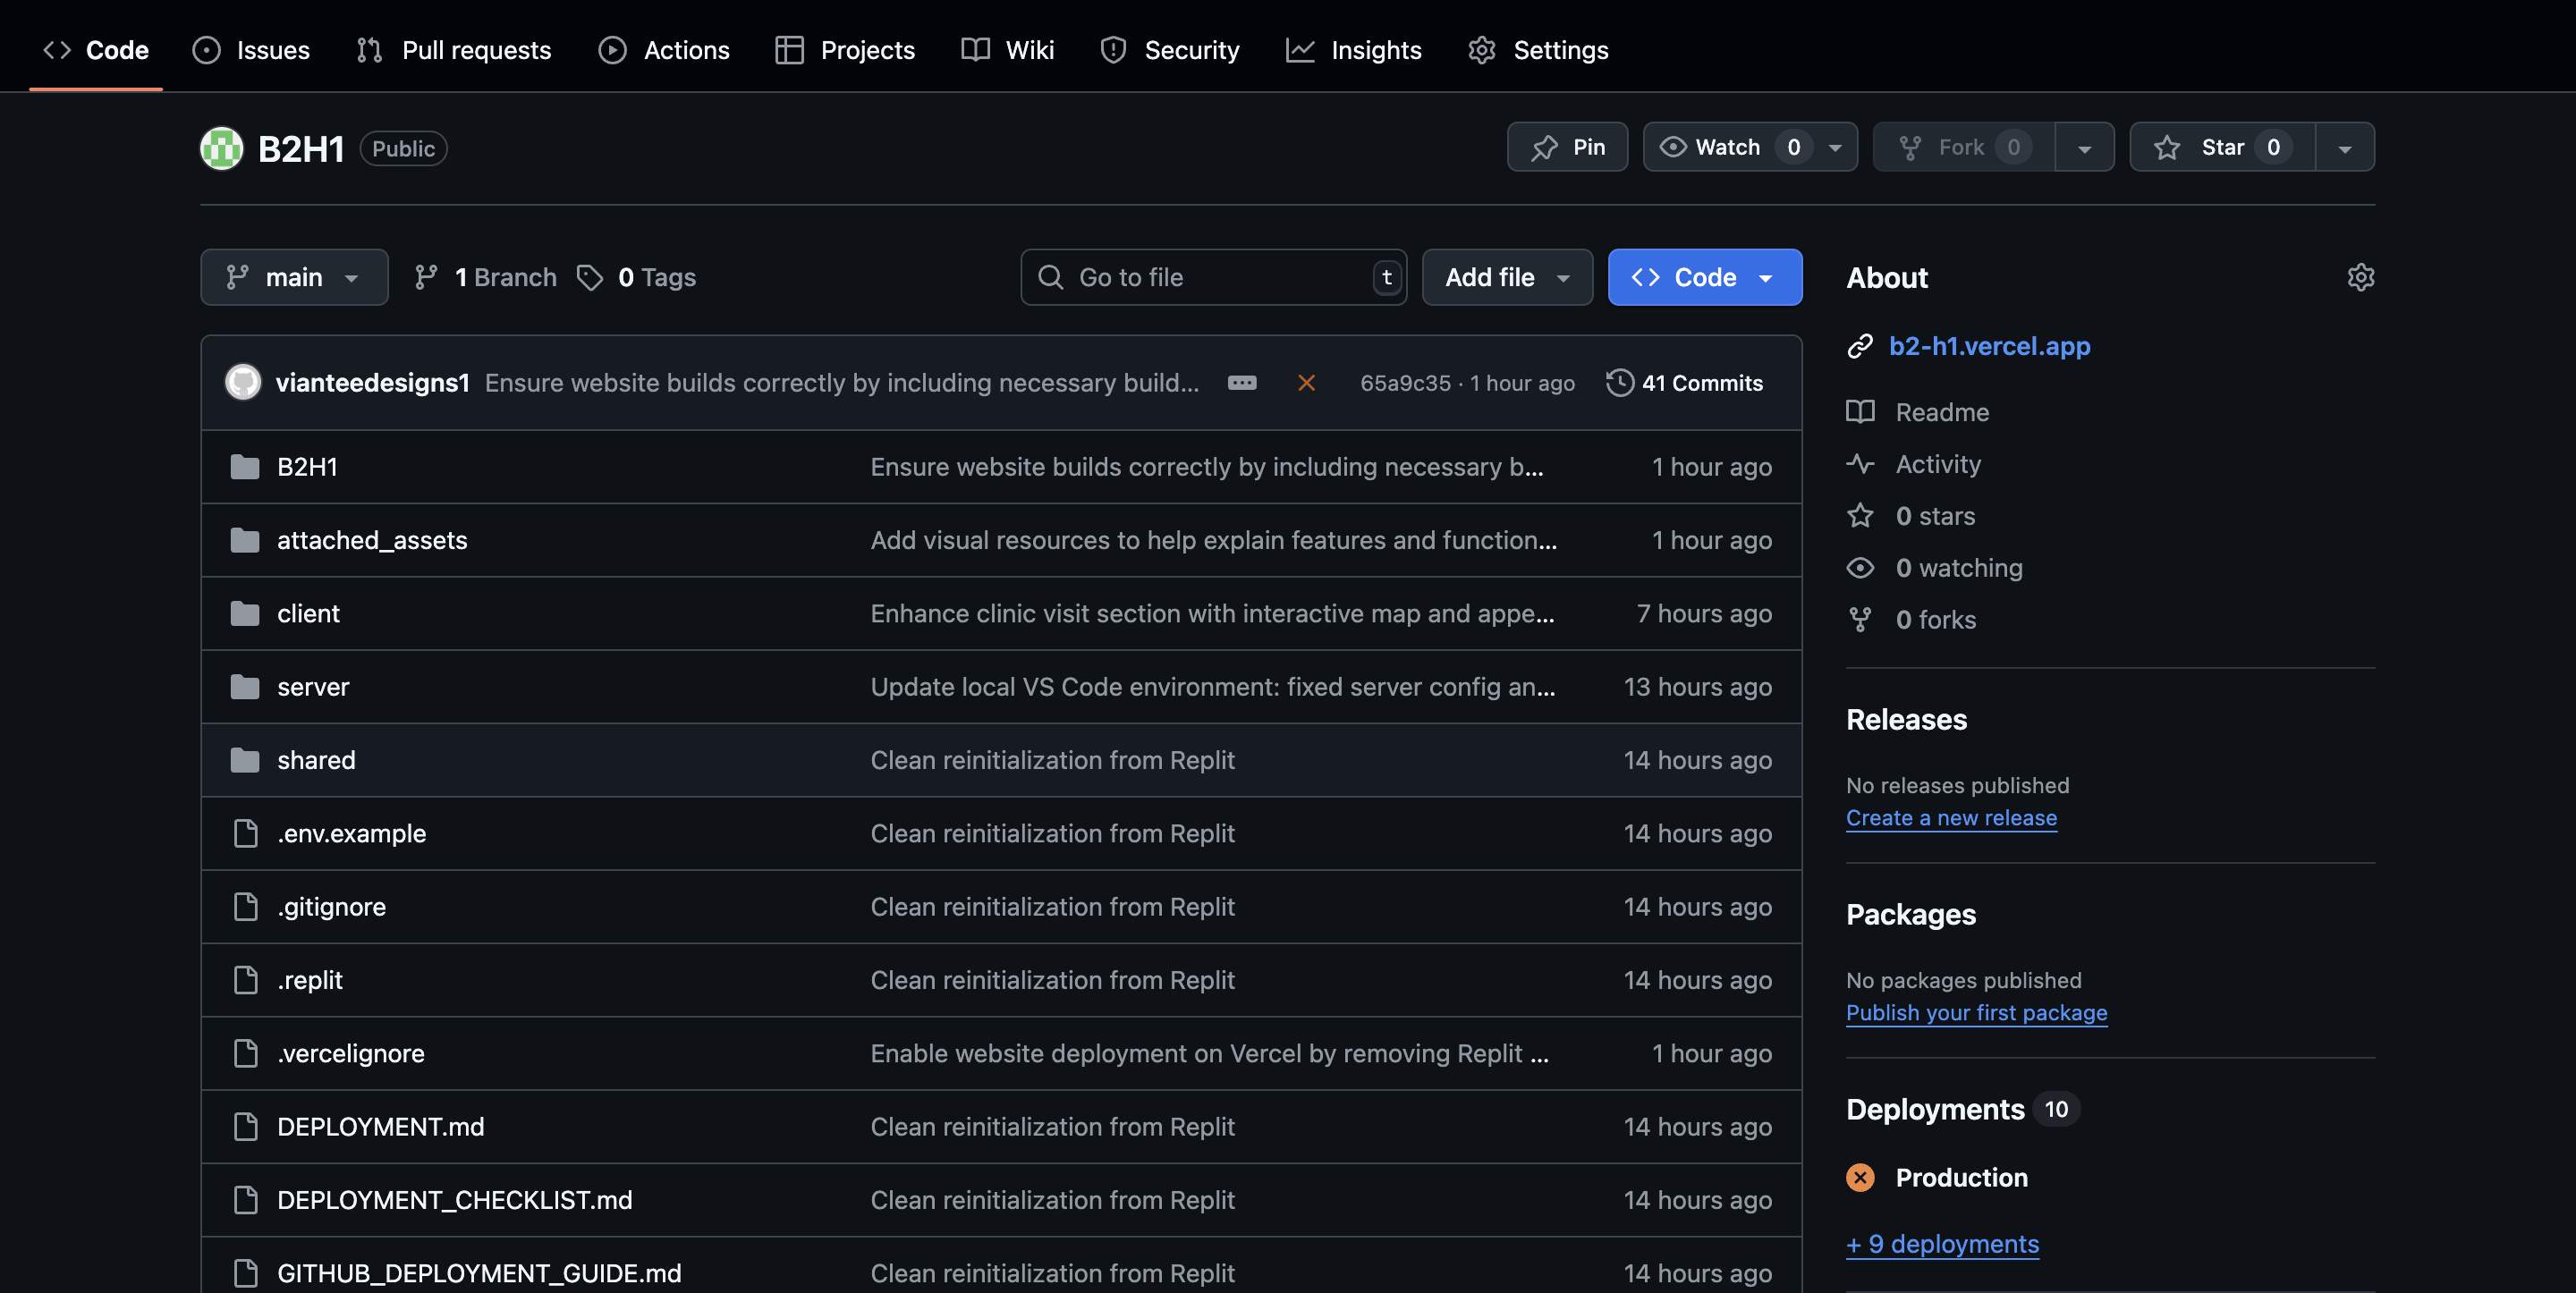 Code Issues Pull requests Actions Projects Wiki Security Insights Settings
B2H1 Public Pin Watch 0 Fork 0 Star 0
main 1 Branch 0 Tags Go to file t Add file Code
vianteedesigns1 Ensure website builds correctly by including necessary build... 65a9c35 · 1 hour ago 41 Commits
B2H1 Ensure website builds correctly by including necessary b... 1 hour ago
attached_assets Add visual resources to help explain features and function... 1 hour ago
client Enhance clinic visit section with interactive map and appe... 7 hours ago
server Update local VS Code environment: fixed server config an... 13 hours ago
shared Clean reinitialization from Replit 14 hours ago
.env.example Clean reinitialization from Replit 14 hours ago
.gitignore Clean reinitialization from Replit 14 hours ago
.replit Clean reinitialization from Replit 14 hours ago
.vercelignore Enable website deployment on Vercel by removing Replit ... 1 hour ago
DEPLOYMENT.md Clean reinitialization from Replit 14 hours ago
DEPLOYMENT_CHECKLIST.md Clean reinitialization from Replit 14 hours ago
GITHUB_DEPLOYMENT_GUIDE.md Clean reinitialization from Replit 14 hours ago
About
b2-h1.vercel.app
Readme
Activity
0 stars
0 watching
0 forks
Releases
No releases published
Create a new release
Packages
No packages published
Publish your first package
Deployments 10
Production
+ 9 deployments